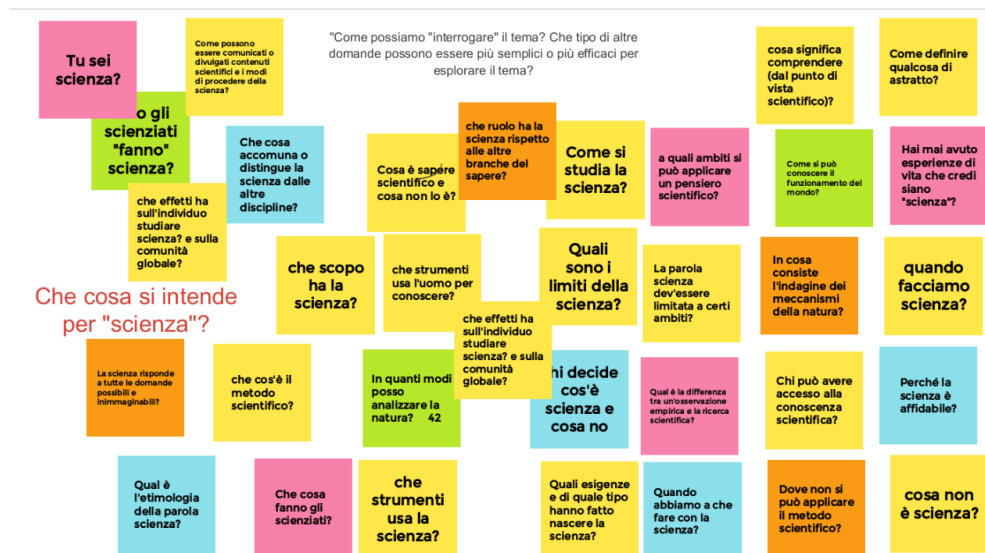 "Come possiamo "interrogare" il tema? Che tipo di altre
domande possono essere più semplici o più efficaci per
esplorare il tema?
Tu sei
scienza?
Come possono
essere comunicati o
divulgati contenuti
scientifici e i modi di
procedere della
scienza?
o gli
scienziati
"fanno"
scienza?
Che cosa
accomuna o
distingue la
scienza dalle
altre
discipline?
che effetti ha
sull'individuo
studiare
scienza? e sulla
comunità
globale?
Cosa è sapere
scientifico e
cosa non lo è?
che ruolo ha la
scienza rispetto
alle altre
branche del
sapere?
Come si
studia la
scienza?
a quali ambiti si
può applicare
un pensiero
scientifico?
cosa significa
comprendere
(dal punto di
vista
scientifico)?
Come definire
qualcosa di
astratto?
Come si può
conoscere il
funzionamento del
mondo?
Hai mai avuto
esperienze di
vita che credi
siano
"scienza"?
Che cosa si intende
per "scienza"?
che scopo
ha la
scienza?
che strumenti
usa l'uomo per
conoscere?
che effetti ha
sull'individuo
studiare
scienza? e sulla
comunità
globale?
Quali
sono i
limiti della
scienza?
La parola
scienza
dev'essere
limitata a certi
ambiti?
In cosa
consiste
l'indagine dei
meccanismi
della natura?
quando
facciamo
scienza?
La scienza risponde
a tutte le domande
possibili e
inimmaginabili?
che cos'è il
metodo
scientifico?
In quanti modi
posso
analizzare la
natura? 42
hi decide
cos'è
scienza e
cosa no
Qual è la differenza
tra un'osservazione
empirica e la ricerca
scientifica?
Chi può avere
accesso alla
conoscenza
scientifica?
Perché la
scienza è
affidabile?
Qual è
l'etimologia
della parola
scienza?
Che cosa
fanno gli
scienziati?
che
strumenti
usa la
scienza?
Quali esigenze
e di quale tipo
hanno fatto
nascere la
scienza?
Quando
abbiamo a che
fare con la
scienza?
Dove non si
può applicare
il metodo
scientifico?
cosa non
è scienza?